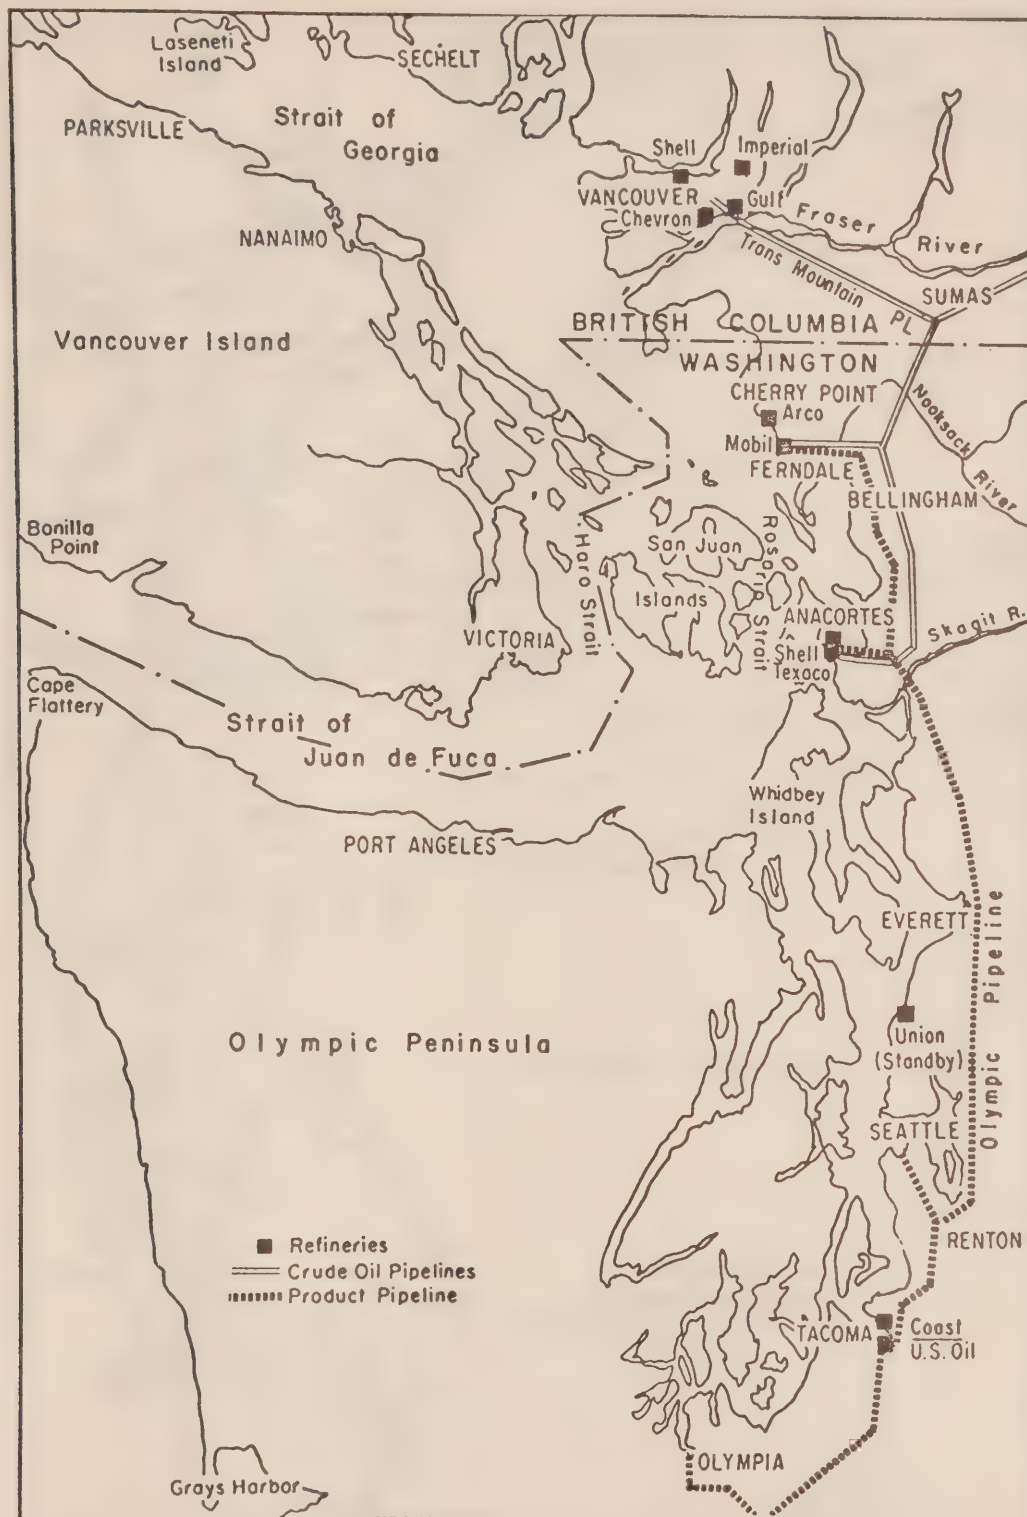 Laseneti
Island
SECHELT
PARKSVILLE
Strait of
Georgia
Shell
Imperial
VANCOUVER
Gulf
Chevron
Fraser
River
NANAIMO
Trans Mountain
PL
SUMAS
Vancouver Island
BRITISH COLUMBIA
WASHINGTON
CHERRY POINT
Arco
Nooksack
River
Mobil
FERNDALE
BELLINGHAM
Bonilla
Point
Haro Strait
San Juan
Islands
Rosario Strait
ANACORTES
Shell
Texaco
Skagit R.
VICTORIA
Cape
Flattery
Strait of
Juan de Fuca
Whidbey
Island
PORT ANGELES
EVERETT
Olympic Pipeline
Olympic Peninsula
Union
(Standby)
SEATTLE
RENTON
Refineries
Crude Oil Pipelines
Product Pipeline
TACOMA
Coast
U.S. Oil
OLYMPIA
Grays Harbor